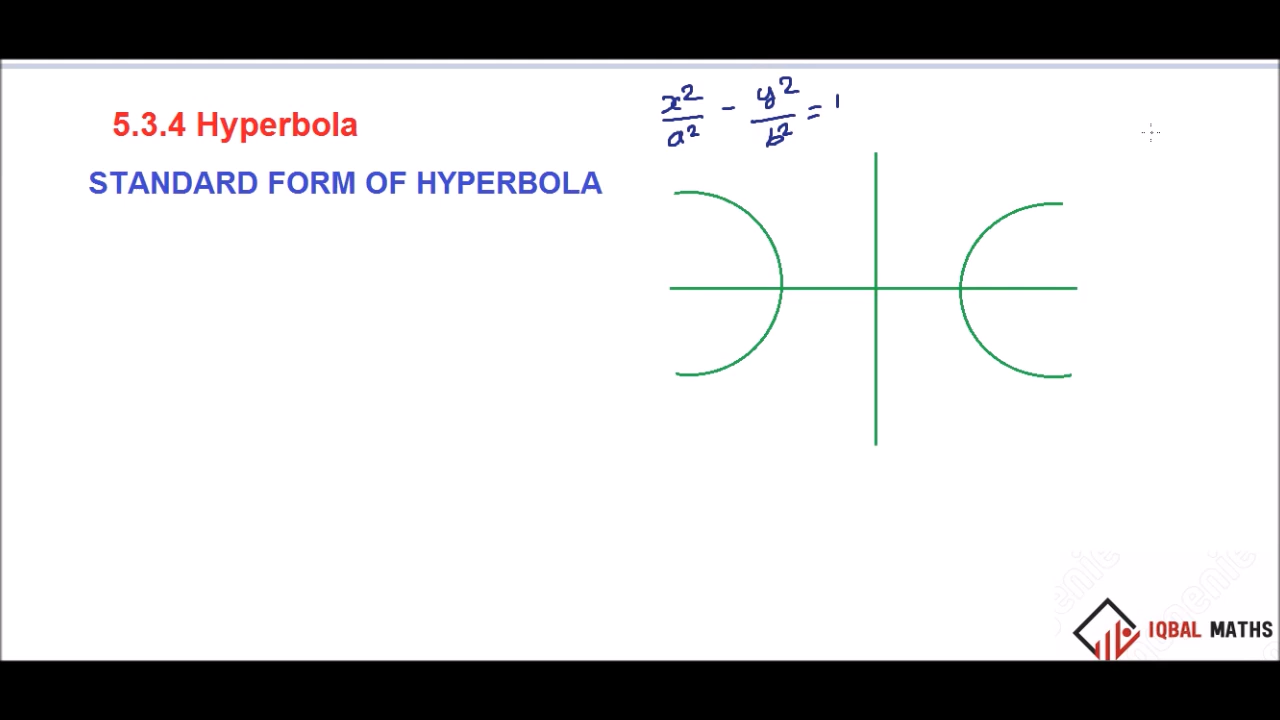 5.3.4 Hyperbola
STANDARD FORM OF HYPERBOLA
x²/a² - y²/b² = 1
IQBAL MATHS